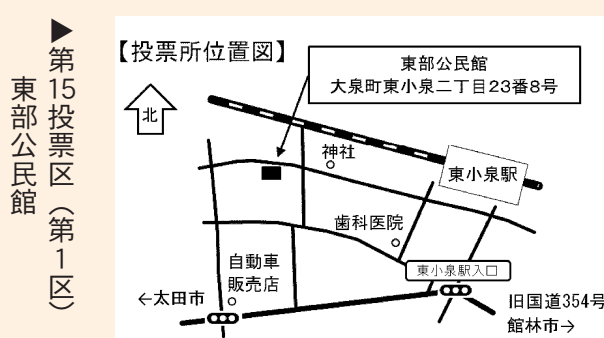 ▶第15投票区（第1区）
東部公民館
【投票所位置図】
東部公民館
大泉町東小泉二丁目23番8号
北
神社
東小泉駅
歯科医院
東小泉駅入口
自動車
販売店
←太田市
旧国道354号
館林市→